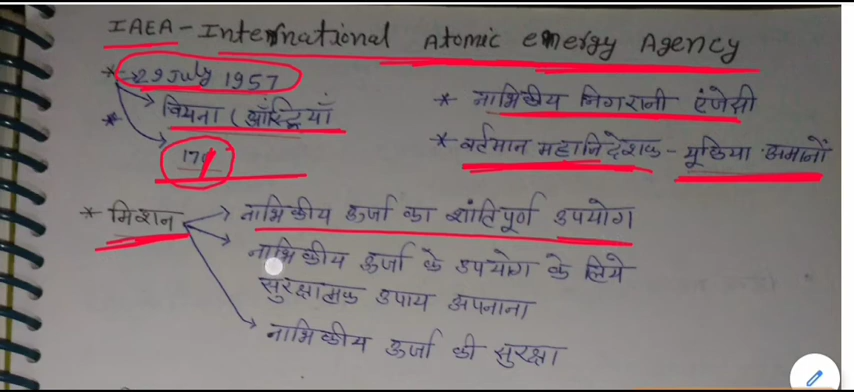 IAEA - International Atomic energy Agency
* → 29 July 1957
→ वियना (ऑस्ट्रियाँ
*
* नाभिकीय निगरानी एंजेसी
* वर्तमान महानिदेशक - यूकिया अमानों
* मिशन → नाभिकीय ऊर्जा का शांतिपूर्ण उपयोग
→ नाभिकीय ऊर्जा के उपयोग के लिये
सुरक्षात्मक उपाय अपनाना
→ नाभिकीय ऊर्जा की सुरक्षा